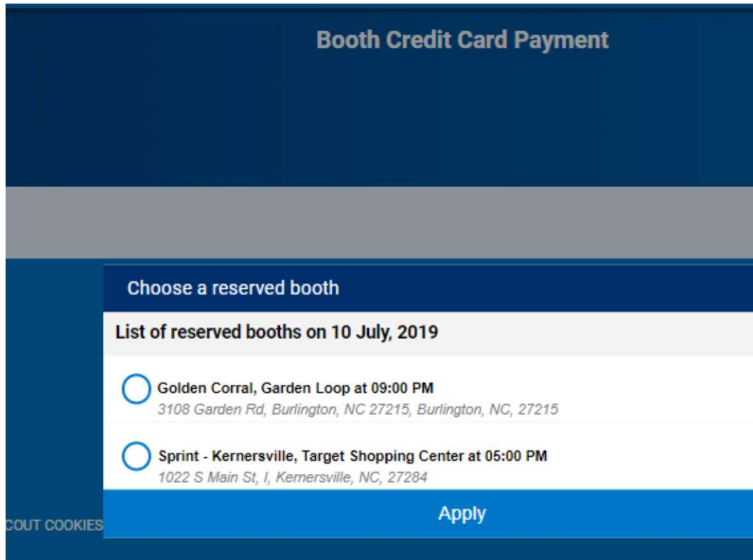 Booth Credit Card Payment
Choose a reserved booth
List of reserved booths on 10 July, 2019
Golden Corral, Garden Loop at 09:00 PM
3108 Garden Rd, Burlington, NC 27215, Burlington, NC, 27215
Sprint - Kernersville, Target Shopping Center at 05:00 PM
1022 S Main St, I, Kernersville, NC, 27284
Apply
COUT COOKIES